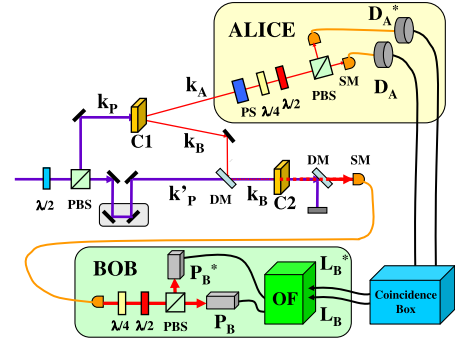 ALICE
D_A^*
D_A
k_A
PS
λ/4
λ/2
PBS
SM
k_P
C1
k_B
λ/2
PBS
k'_P
DM
k_B
C2
DM
SM
BOB
P_B^*
L_B^*
OF
Coincidence
Box
λ/4
λ/2
PBS
P_B
L_B